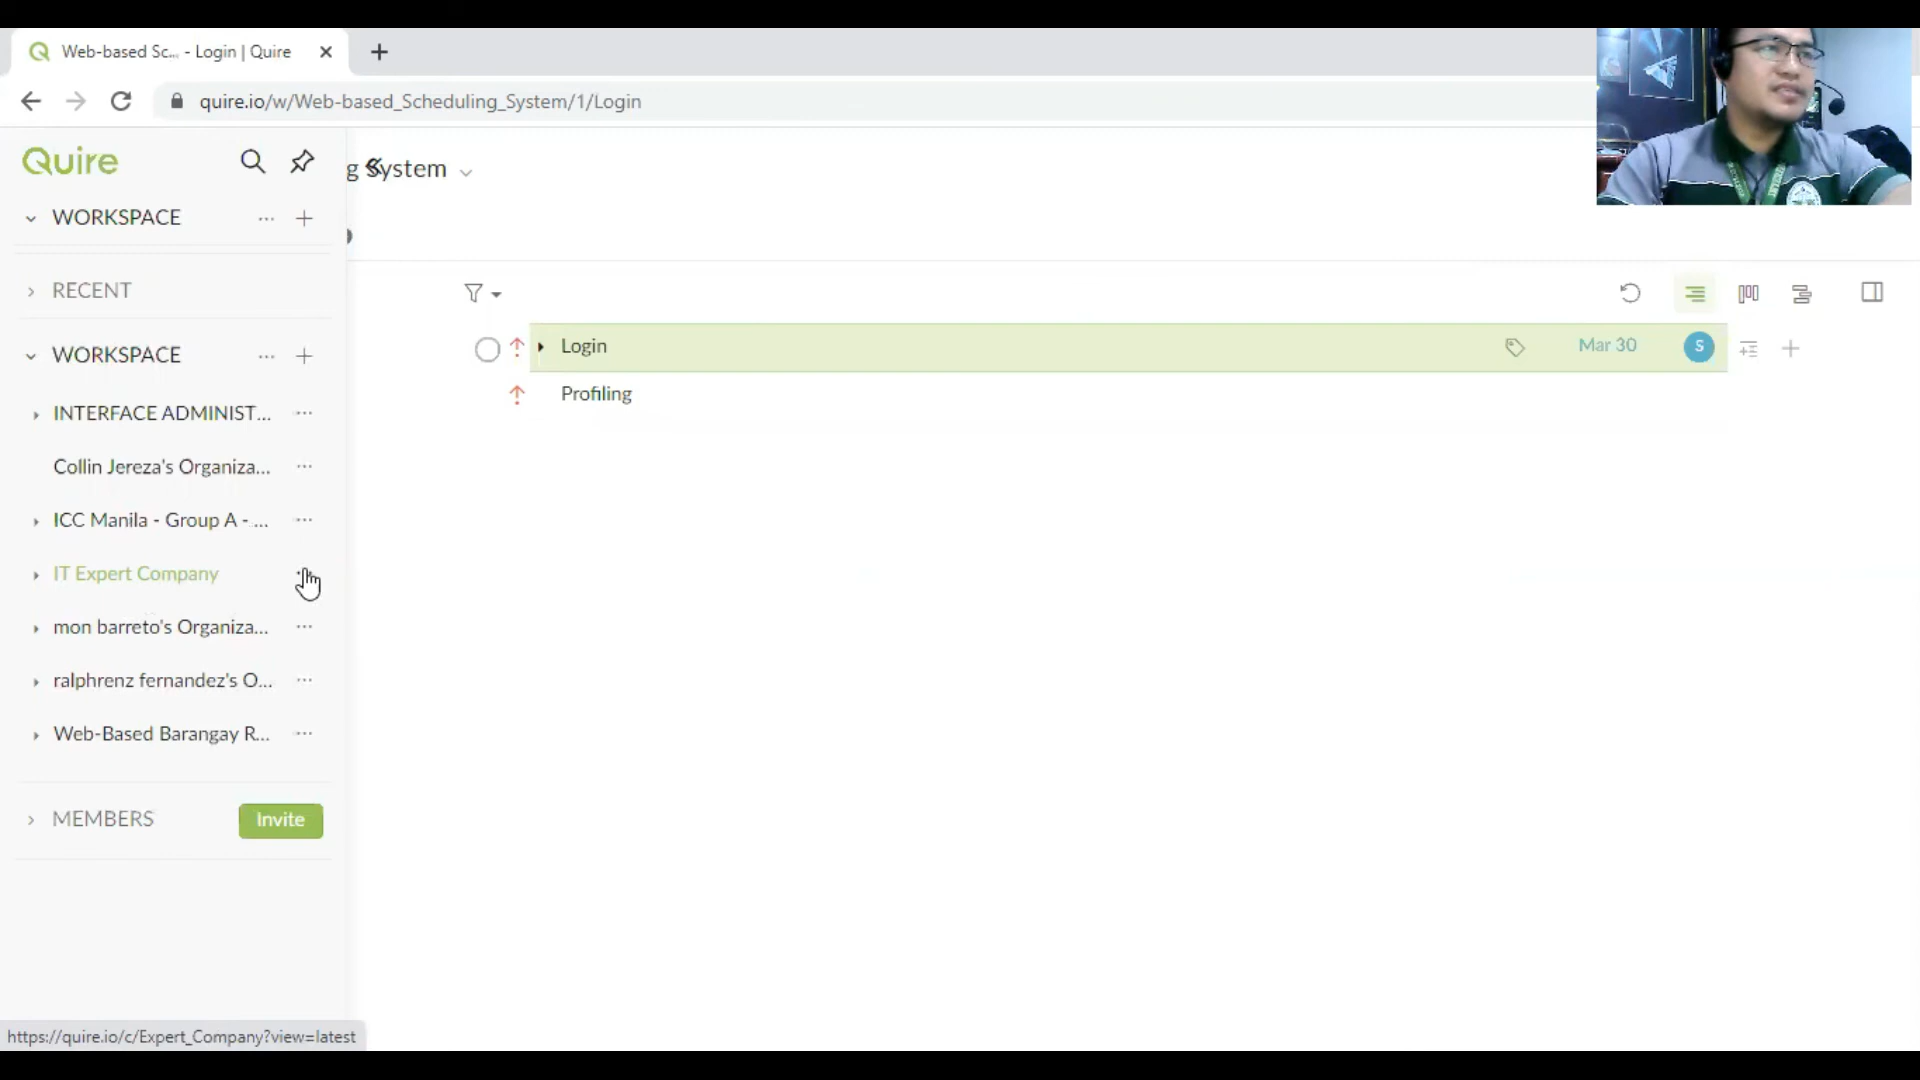 Web-based Sc... - Login | Quire
quire.io/w/Web-based_Scheduling_System/1/Login
Quire
g System
WORKSPACE
RECENT
WORKSPACE
INTERFACE ADMINIST...
Collin Jereza's Organiza...
ICC Manila - Group A - ...
IT Expert Company
mon barreto's Organiza...
ralphrenz fernandez's O...
Web-Based Barangay R...
MEMBERS
Invite
Login
Mar 30
S
Profiling
https://quire.io/c/Expert_Company?view=latest